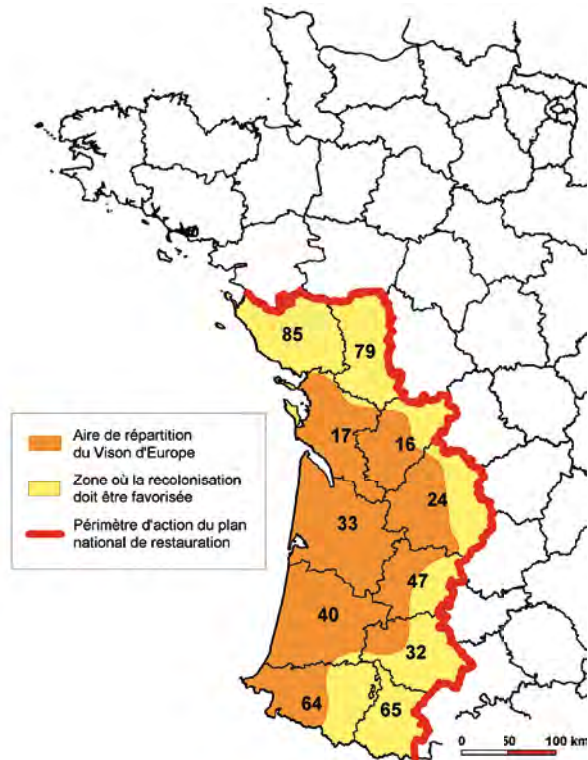 85
79
17
16
24
33
47
40
32
64
65
Aire de répartition
du Vison d'Europe
Zone où la recolonisation
doit être favorisée
Périmètre d'action du plan
national de restauration
0 50 100 km